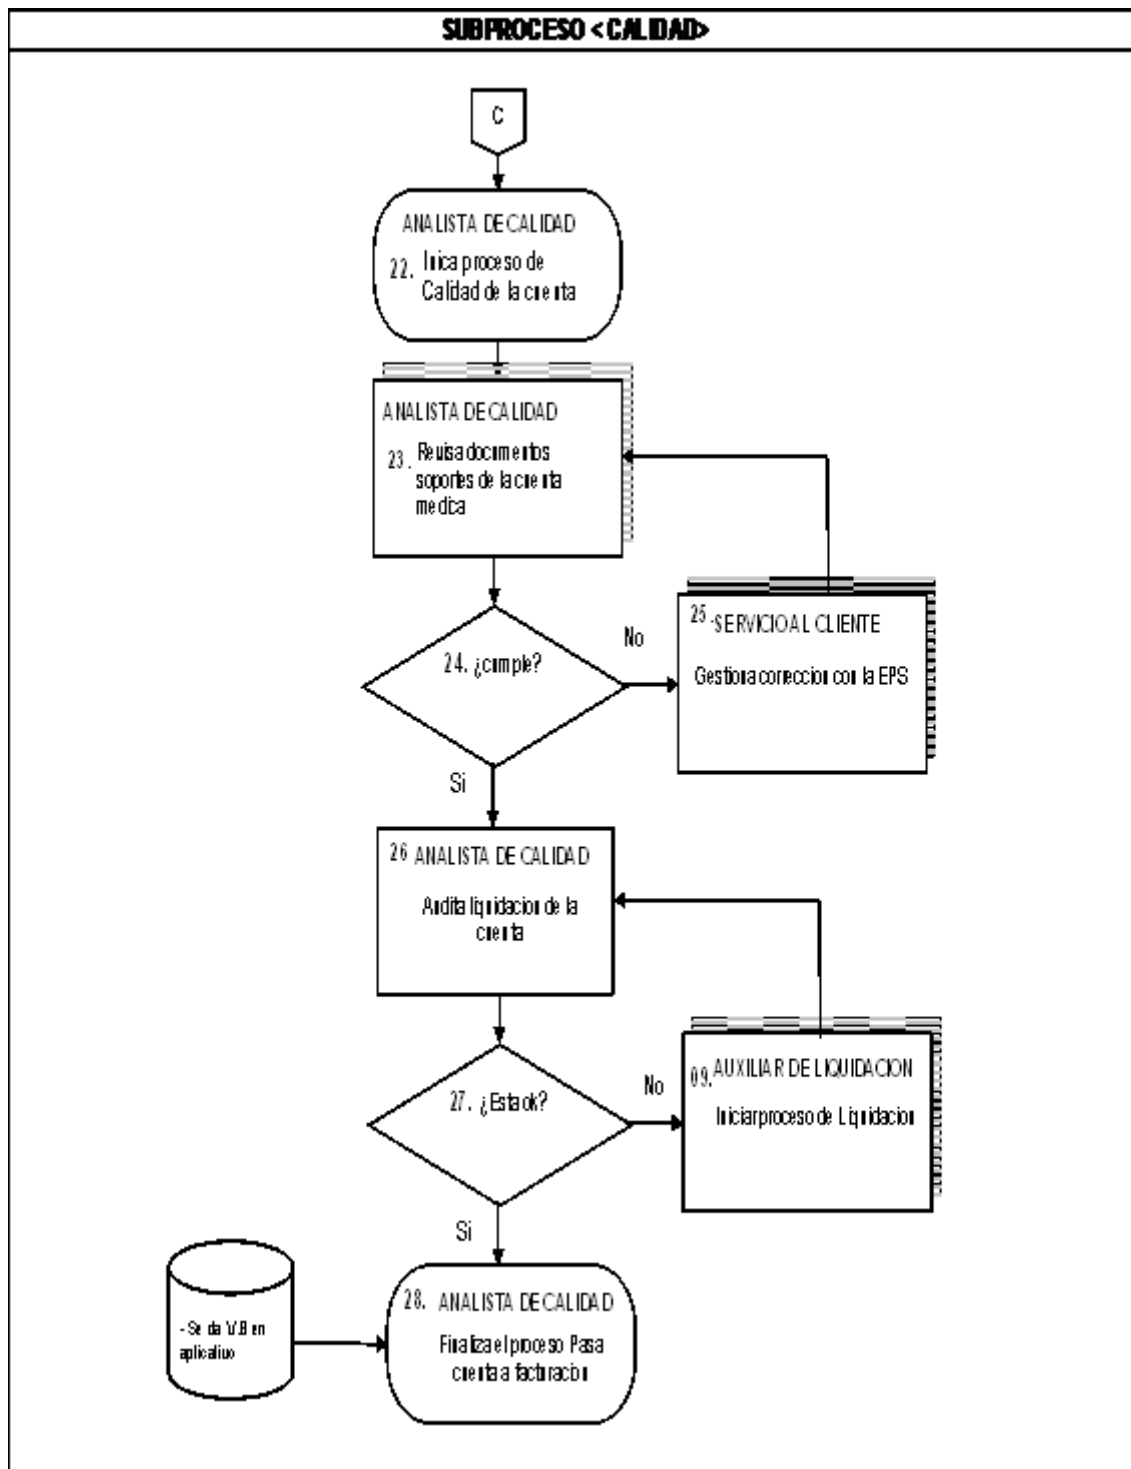 SUBPROCESO <CALIDAD>
C
ANALISTA DE CALIDAD
22. Inica proceso de
Calidad de la cuenta
ANALISTA DE CALIDAD
23. Revisa documentos
soportes de la cuenta
medica
24. ¿cumple?
No
25. SERVICIO AL CLIENTE
Gestiona correccion con la EPS
Si
26 ANALISTA DE CALIDAD
Audita liquidacion de la
cuenta
27. ¿Esta ok?
No
09. AUXILIAR DE LIQUIDACION
Iniciar proceso de Liquidacion
Si
28. ANALISTA DE CALIDAD
Finaliza el proceso Pasa
cuenta a facturacion
- Se da V.B en
aplicativo